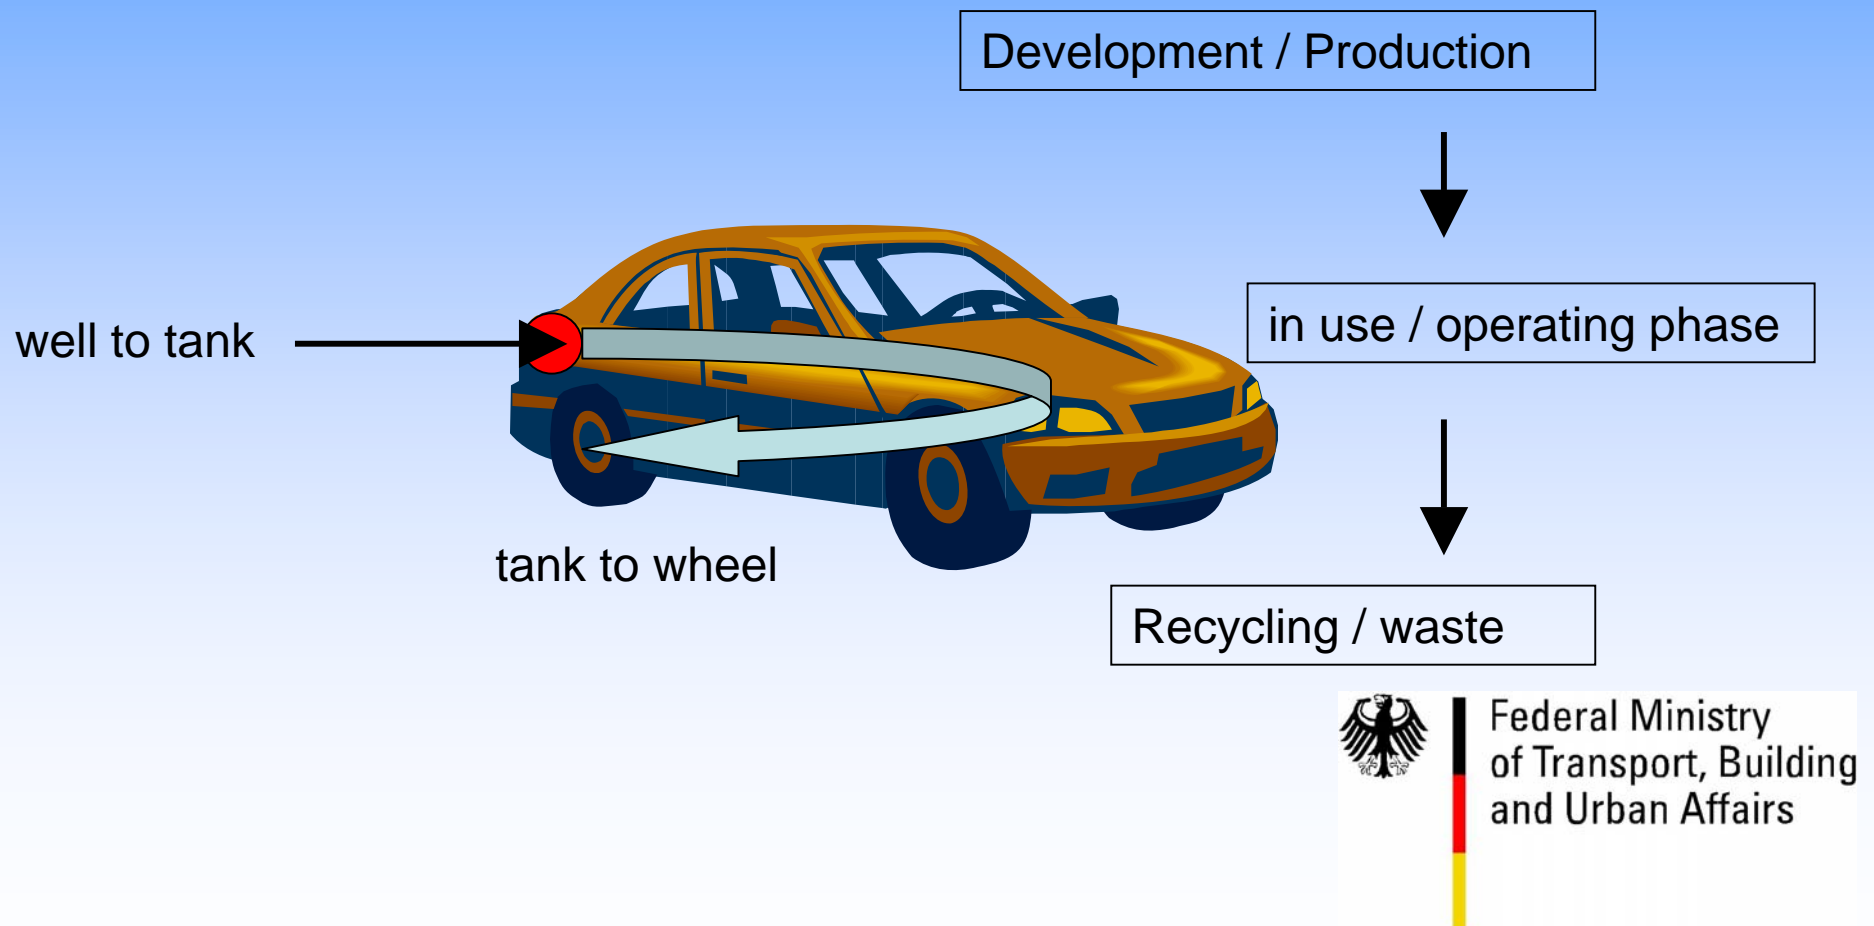 Development / Production
well to tank
in use / operating phase
tank to wheel
Recycling / waste
Federal Ministry
of Transport, Building
and Urban Affairs